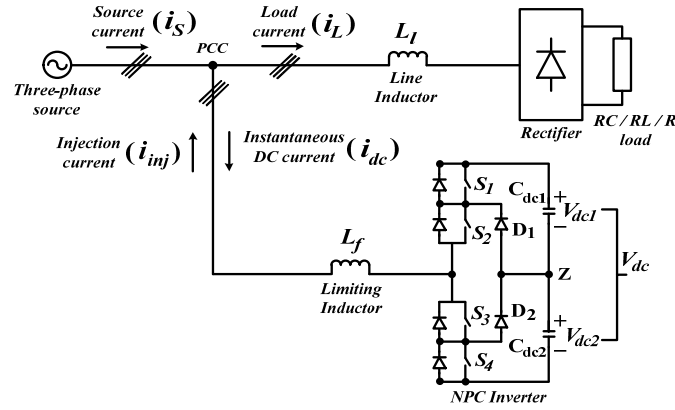 Source
current (iS)
Load
current (iL)
Ll
PCC
Line
Inductor
Three-phase
source
Rectifier
RC / RL / R
load
Injection
current (iinj)
Instantaneous
DC current (idc)
Lf
Limiting
Inductor
S1
S2
D1
Cdc1
+
Vdc1
−
Z
Vdc
S3
S4
D2
Cdc2
+
Vdc2
−
NPC Inverter